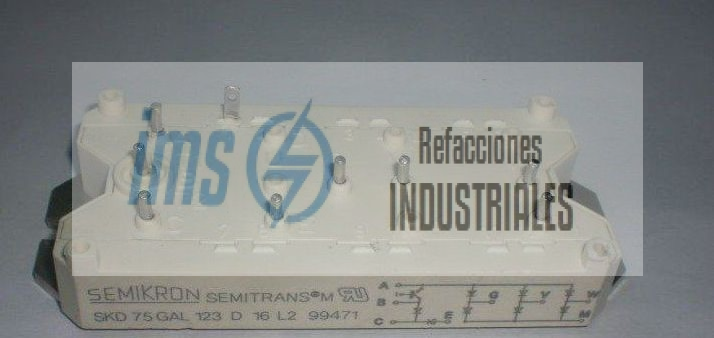 ims
Refacciones
INDUSTRIALES
SEMIKRON SEMITRANS®M
SKD 75 GAL 123 D 16 L2 99471
A
B
C
E
G
Y
W
M